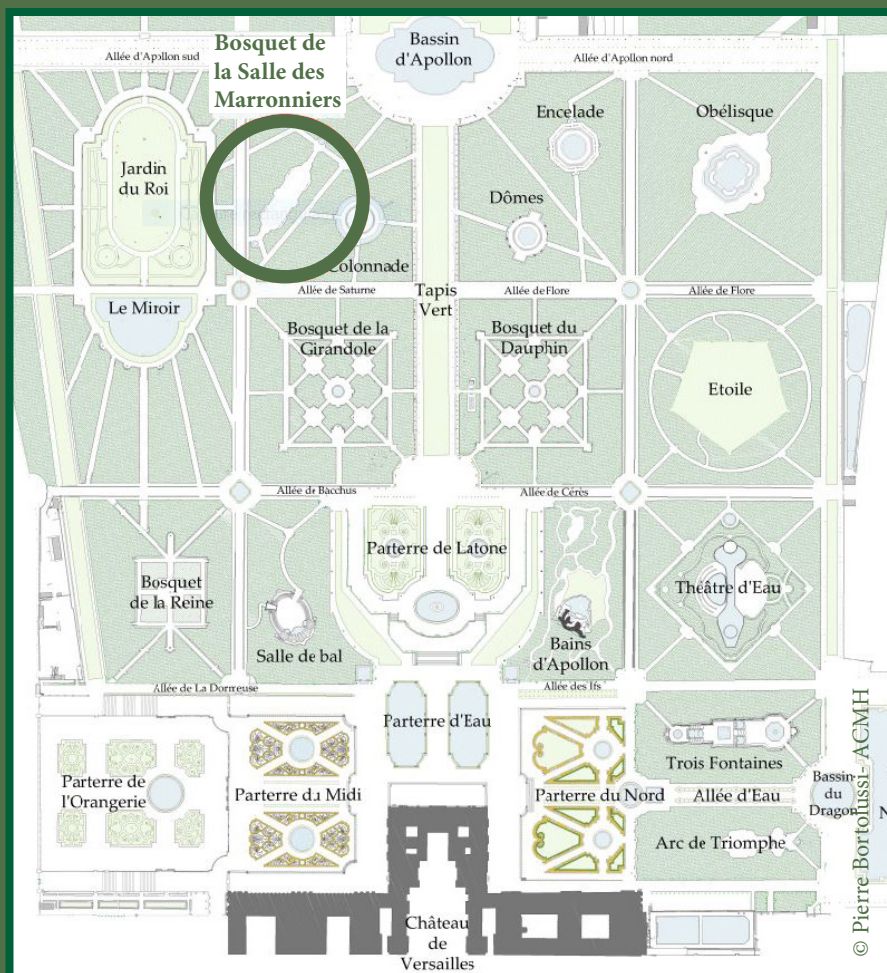 Bosquet de
la Salle des
Marronniers
Bassin
d'Apollon
Allée d'Apollon sud
Allée d'Apollon nord
Encelade
Obélisque
Jardin
du Roi
Dômes
Colonnade
Allée de Saturne
Tapis
Vert
Allée de Flore
Allée de Flore
Le Miroir
Bosquet de la
Girandole
Bosquet du
Dauphin
Etoile
Allée de Bacchus
Allée de Cérès
Parterre de Latone
Bosquet
de la Reine
Théâtre d'Eau
Salle de bal
Bains
d'Apollon
Allée de La Dormeuse
Allée des Ifs
Parterre d'Eau
Trois Fontaines
Parterre de
l'Orangerie
Parterre du Midi
Parterre du Nord
Allée d'Eau
Bassin
du
Dragon
N
Arc de Triomphe
Château
de
Versailles
© Pierre Bortolussi - ACMH